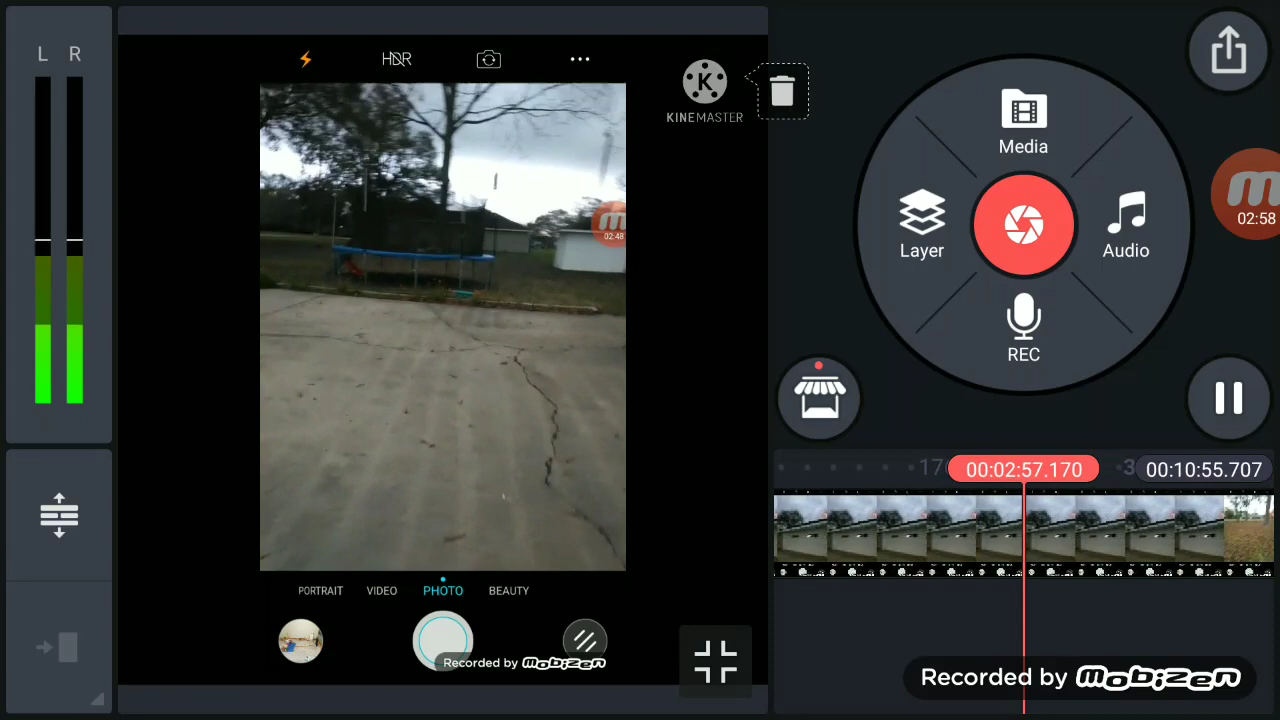 L R
HDR
KINEMASTER
02:48
PORTRAIT VIDEO PHOTO BEAUTY
Recorded by MOBIZEN
Media
Layer
Audio
REC
02:58
17
00:02:57.170
3
00:10:55.707
Recorded by MOBIZEN